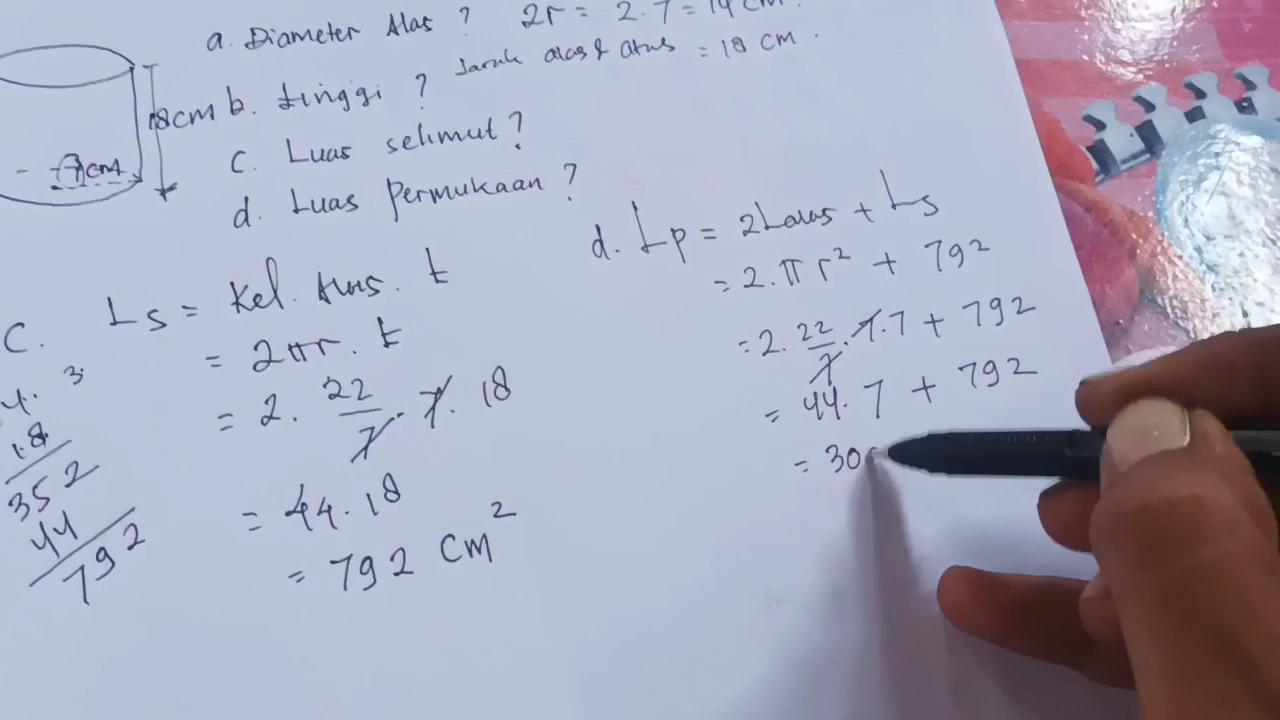 a. Diameter Alas ? 2r = 2.7 = 14 cm.
18cm b. tinggi ? Jarak alas & atas = 18 cm.
7cm c. Luas selimut ?
d. Luas Permukaan ?
C. Ls = Kel. Alas. t
= 2πr. t
= 2. 22/7 . 7. 18
= 44. 18
= 792 cm²
44
18
352
44
792
d. Lp = 2Lalas + Ls
= 2. π r² + 792
= 2. 22/7 . 7. 7 + 792
= 44. 7 + 792
= 30